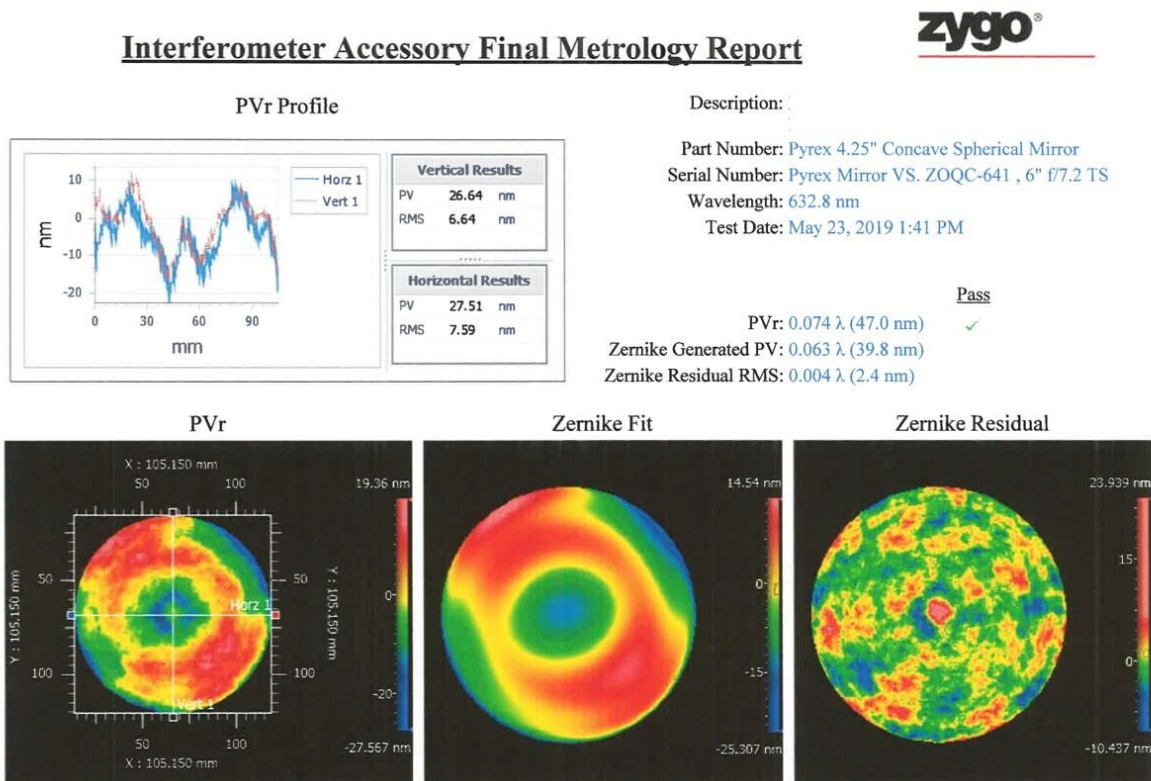 zygo®
Interferometer Accessory Final Metrology Report
PVr Profile
Description:
Part Number: Pyrex 4.25" Concave Spherical Mirror
Serial Number: Pyrex Mirror VS. ZOQC-641 , 6" f/7.2 TS
Wavelength: 632.8 nm
Test Date: May 23, 2019 1:41 PM
10
0
-10
-20
nm
0 30 60 90
mm
Horz 1
Vert 1
Vertical Results
PV 26.64 nm
RMS 6.64 nm
Horizontal Results
PV 27.51 nm
RMS 7.59 nm
Pass
PVr: 0.074 λ (47.0 nm) ✓
Zernike Generated PV: 0.063 λ (39.8 nm)
Zernike Residual RMS: 0.004 λ (2.4 nm)
PVr
X : 105.150 mm
50 100
19.36 nm
50
100
Y : 105.150 mm
Horz 1
Vert 1
50
100
Y : 105.150 mm
0
-20
50 100
X : 105.150 mm
-27.567 nm
Zernike Fit
14.54 nm
0
-15
-25.307 nm
Zernike Residual
23.939 nm
15
0
-10.437 nm